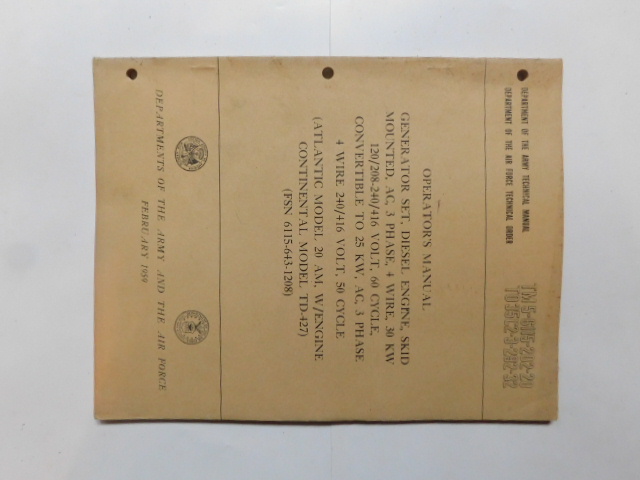 DEPARTMENT OF THE ARMY TECHNICAL MANUAL
DEPARTMENT OF THE AIR FORCE TECHNICAL ORDER
OPERATOR'S MANUAL
GENERATOR SET, DIESEL ENGINE, SKID
MOUNTED, AC, 3 PHASE, 4 WIRE, 30 KW
120/208-240/416 VOLT, 60 CYCLE,
CONVERTIBLE TO 25 KW, AC, 3 PHASE
4 WIRE 240/416 VOLT, 50 CYCLE
(ATLANTIC MODEL 20 AM, W/ENGINE
CONTINENTAL MODEL TD-427)
(FSN 6115-643-1208)
DEPARTMENTS OF THE ARMY AND THE AIR FORCE
FEBRUARY 1959